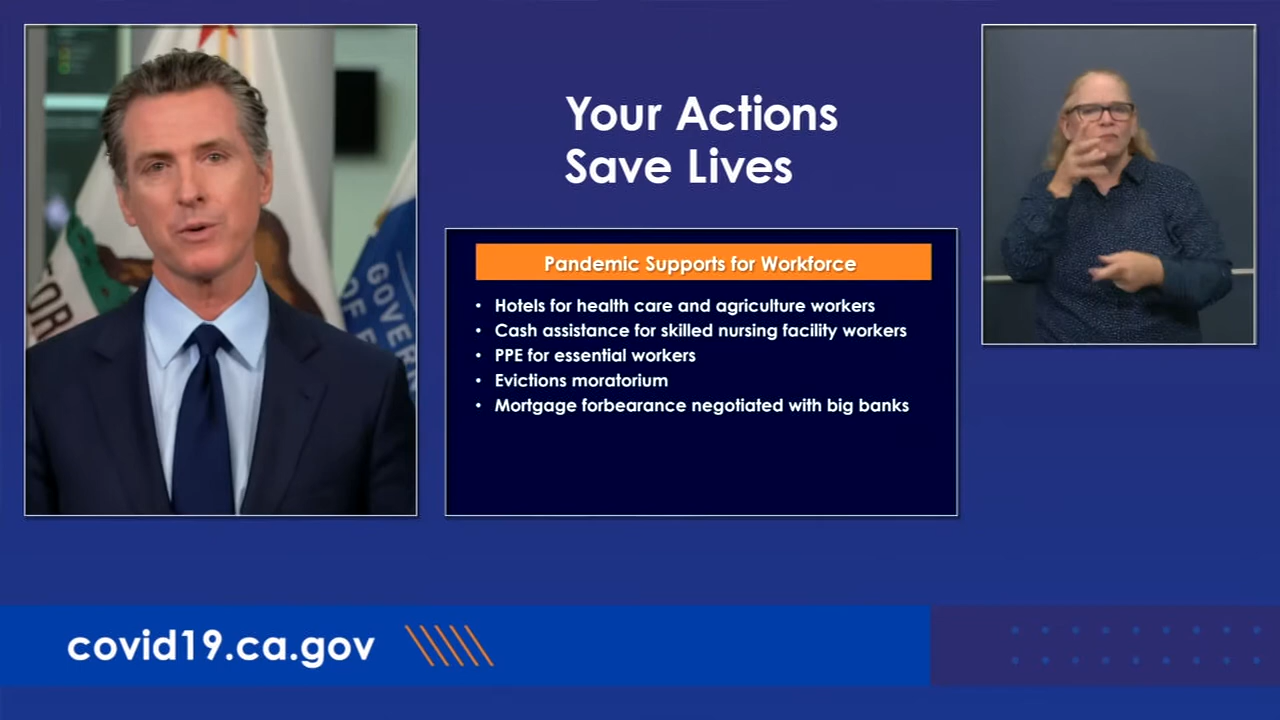 Your Actions
Save Lives
Pandemic Supports for Workforce
• Hotels for health care and agriculture workers
• Cash assistance for skilled nursing facility workers
• PPE for essential workers
• Evictions moratorium
• Mortgage forbearance negotiated with big banks
covid19.ca.gov